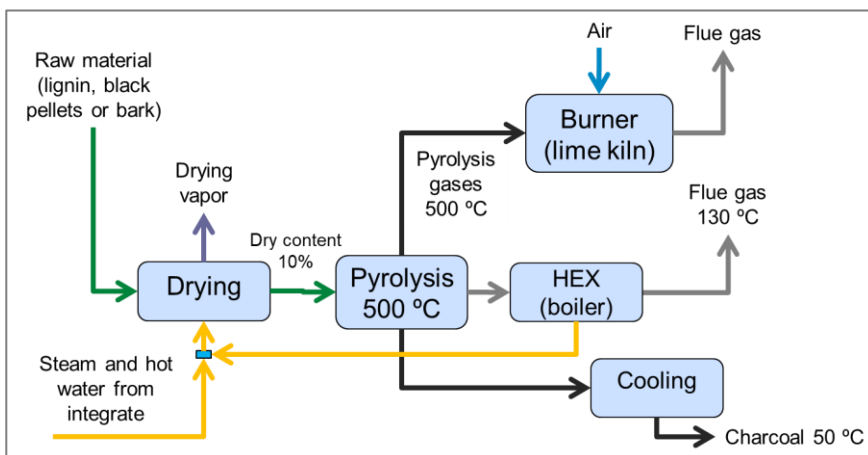 Raw material
(lignin, black
pellets or bark)
Air
Flue gas
Burner
(lime kiln)
Pyrolysis
gases
500 ºC
Drying
vapor
Flue gas
130 ºC
Dry content
10%
Drying
Pyrolysis
500 ºC
HEX
(boiler)
Steam and hot
water from
integrate
Cooling
Charcoal 50 ºC